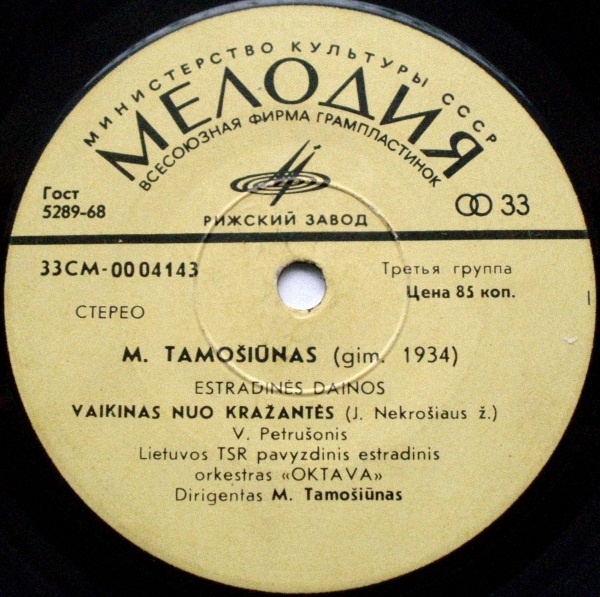 МИНИСТЕРСТВО КУЛЬТУРЫ СССР
МЕЛОДИЯ
ВСЕСОЮЗНАЯ ФИРМА ГРАМПЛАСТИНОК
Гост
5289-68
РИЖСКИЙ ЗАВОД
33
33СМ-0004143
Третья группа
Цена 85 коп.
СТЕРЕО
M. TAMOŠIŪNAS (gim. 1934)
ESTRADINĖS DAINOS
VAIKINAS NUO KRAŽANTĖS (J. Nekrošiaus ž.)
V. Petrušonis
Lietuvos TSR pavyzdinis estradinis
orkestras «OKTAVA»
Dirigentas M. Tamošiūnas